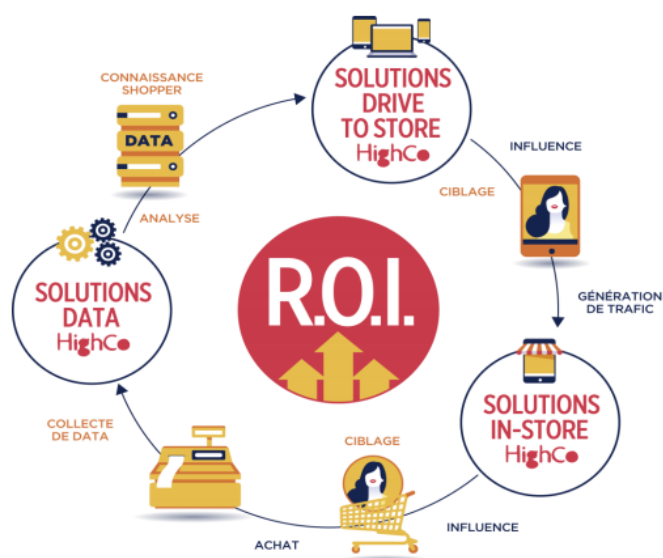 CONNAISSANCE
SHOPPER
DATA
ANALYSE
SOLUTIONS
DRIVE
TO STORE
HighCo
INFLUENCE
CIBLAGE
GÉNÉRATION
DE TRAFIC
SOLUTIONS
IN-STORE
HighCo
CIBLAGE
INFLUENCE
ACHAT
COLLECTE
DE DATA
SOLUTIONS
DATA
HighCo
R.O.I.